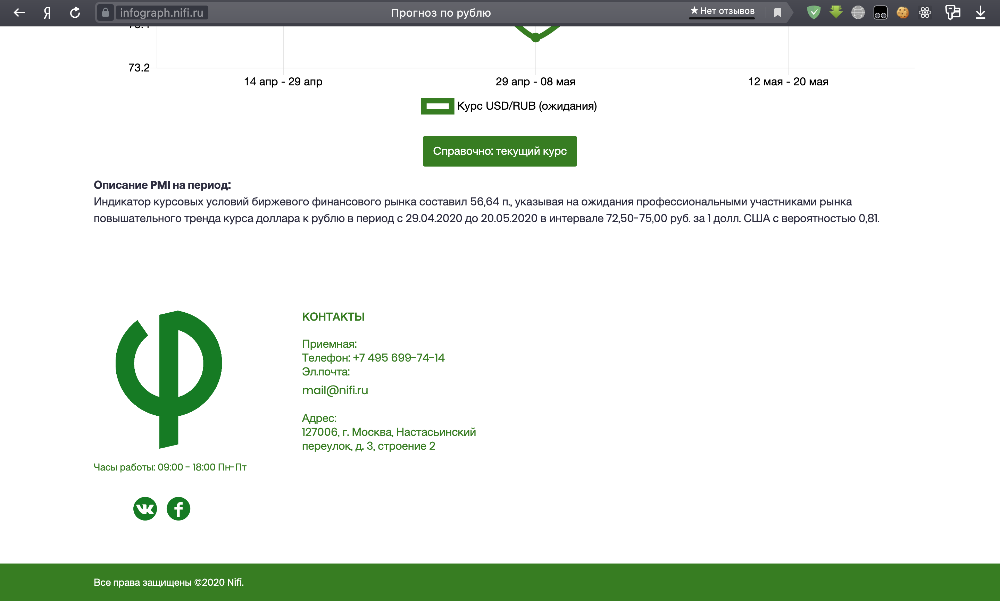 Я
infograph.nifi.ru
Прогноз по рублю
★ Нет отзывов
73.2
14 апр - 29 апр
29 апр - 08 мая
12 мая - 20 мая
Курс USD/RUB (ожидания)
Справочно: текущий курс
Описание PMI на период:
Индикатор курсовых условий биржевого финансового рынка составил 56,64 п., указывая на ожидания профессиональными участниками рынка
повышательного тренда курса доллара к рублю в период с 29.04.2020 до 20.05.2020 в интервале 72,50-75,00 руб. за 1 долл. США с вероятностью 0,81.
КОНТАКТЫ
Приемная:
Телефон: +7 495 699-74-14
Эл.почта:
mail@nifi.ru
Адрес:
127006, г. Москва, Настасьинский
переулок, д. 3, строение 2
Часы работы: 09:00 - 18:00 Пн-Пт
Все права защищены ©2020 Nifi.